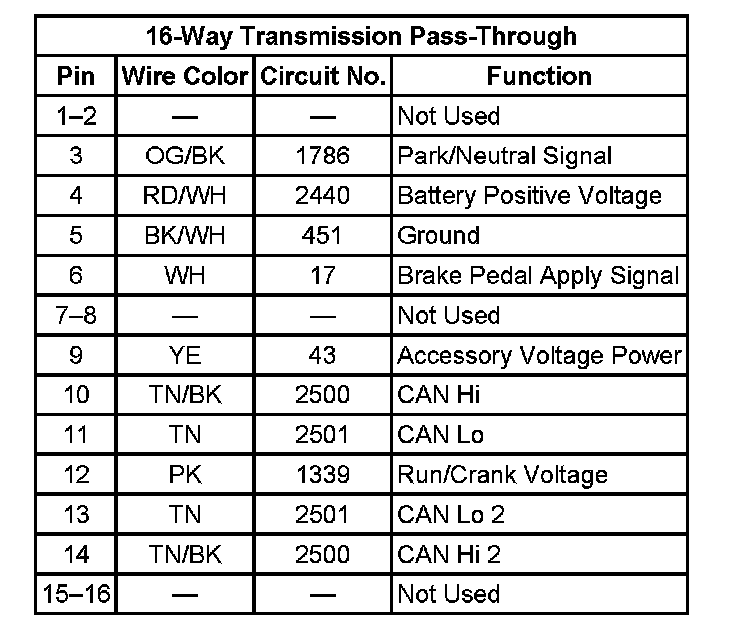 16-Way Transmission Pass-Through
Pin Wire Color Circuit No. Function
1–2 — — Not Used
3 OG/BK 1786 Park/Neutral Signal
4 RD/WH 2440 Battery Positive Voltage
5 BK/WH 451 Ground
6 WH 17 Brake Pedal Apply Signal
7–8 — — Not Used
9 YE 43 Accessory Voltage Power
10 TN/BK 2500 CAN Hi
11 TN 2501 CAN Lo
12 PK 1339 Run/Crank Voltage
13 TN 2501 CAN Lo 2
14 TN/BK 2500 CAN Hi 2
15–16 — — Not Used